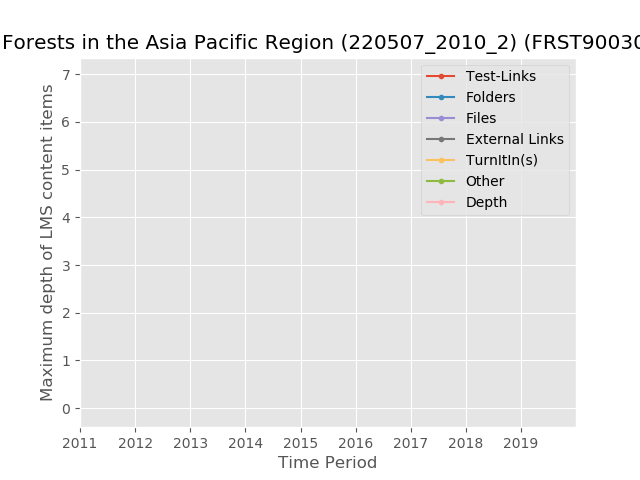 Forests in the Asia Pacific Region (220507_2010_2) (FRST90030
Maximum depth of LMS content items
7
6
5
4
3
2
1
0
Test-Links
Folders
Files
External Links
TurnItIn(s)
Other
Depth
2011 2012 2013 2014 2015 2016 2017 2018 2019
Time Period